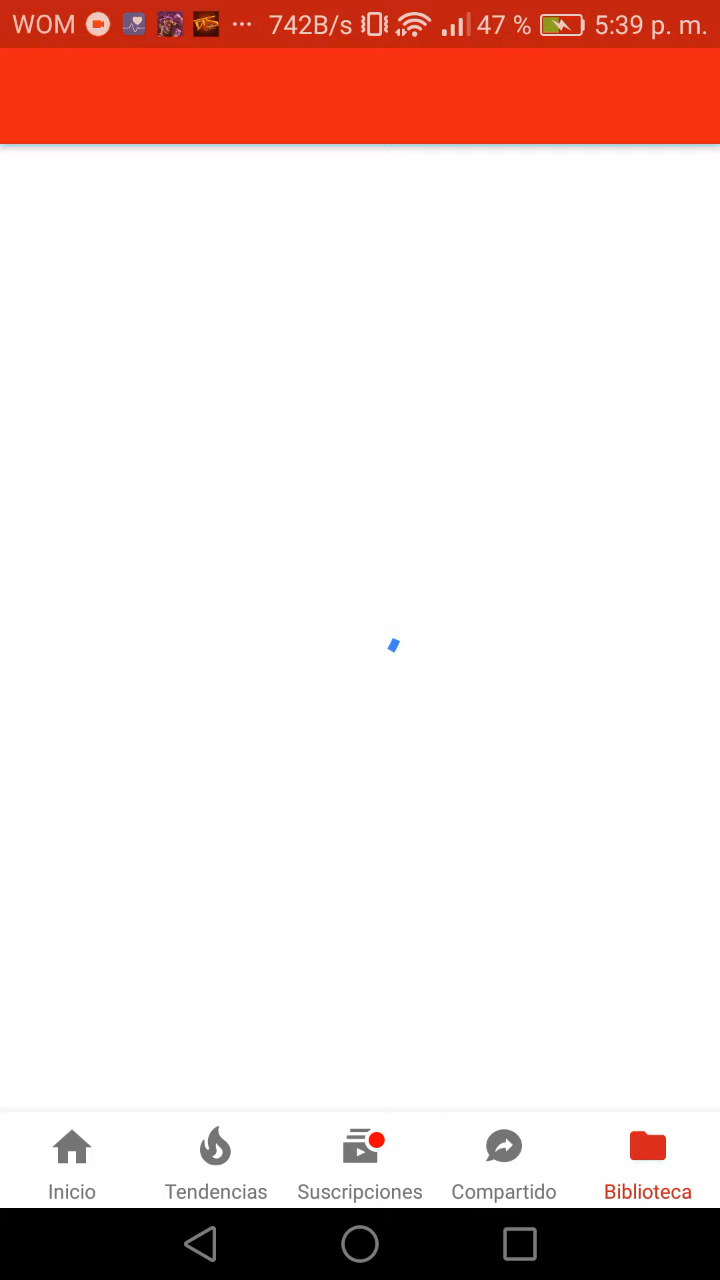 WOM ... 742B/s 47 % 5:39 p. m.
Inicio Tendencias Suscripciones Compartido Biblioteca